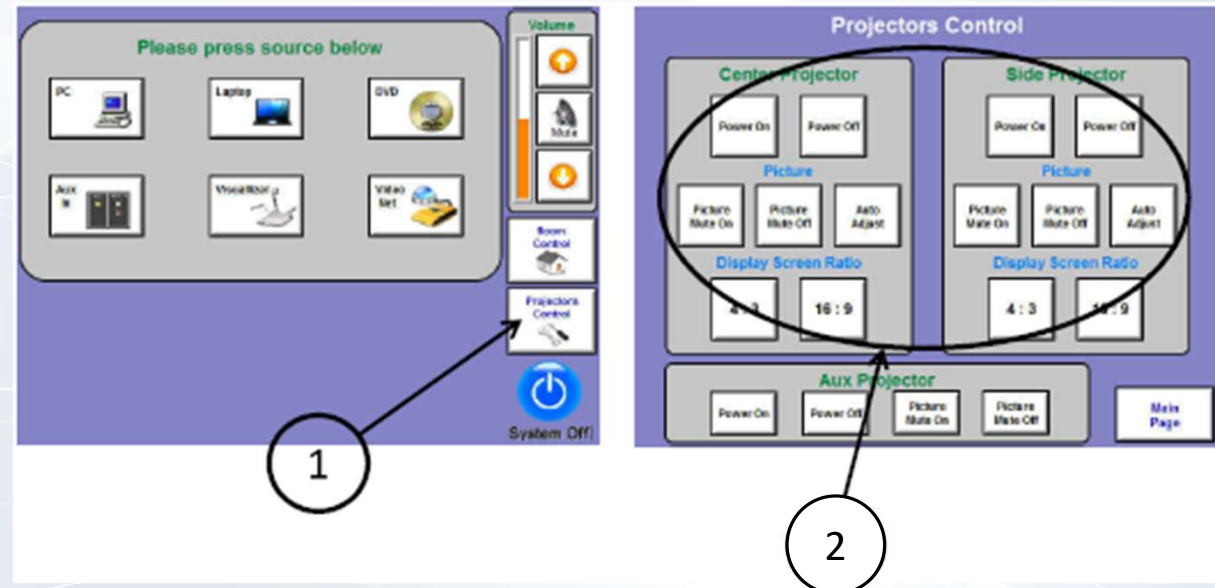 Please press source below
PC
Laptop
DVD
Aux
In
Visualizer
Video
Net
Volume
Mute
Room
Control
Projectors
Control
System Off
1
Projectors Control
Center Projector
Power On
Power Off
Picture
Picture
Mute On
Picture
Mute Off
Auto
Adjust
Display Screen Ratio
4 : 3
16 : 9
Side Projector
Power On
Power Off
Picture
Picture
Mute On
Picture
Mute Off
Auto
Adjust
Display Screen Ratio
4 : 3
16 : 9
Aux Projector
Power On
Power Off
Picture
Mute On
Picture
Mute Off
Main
Page
2